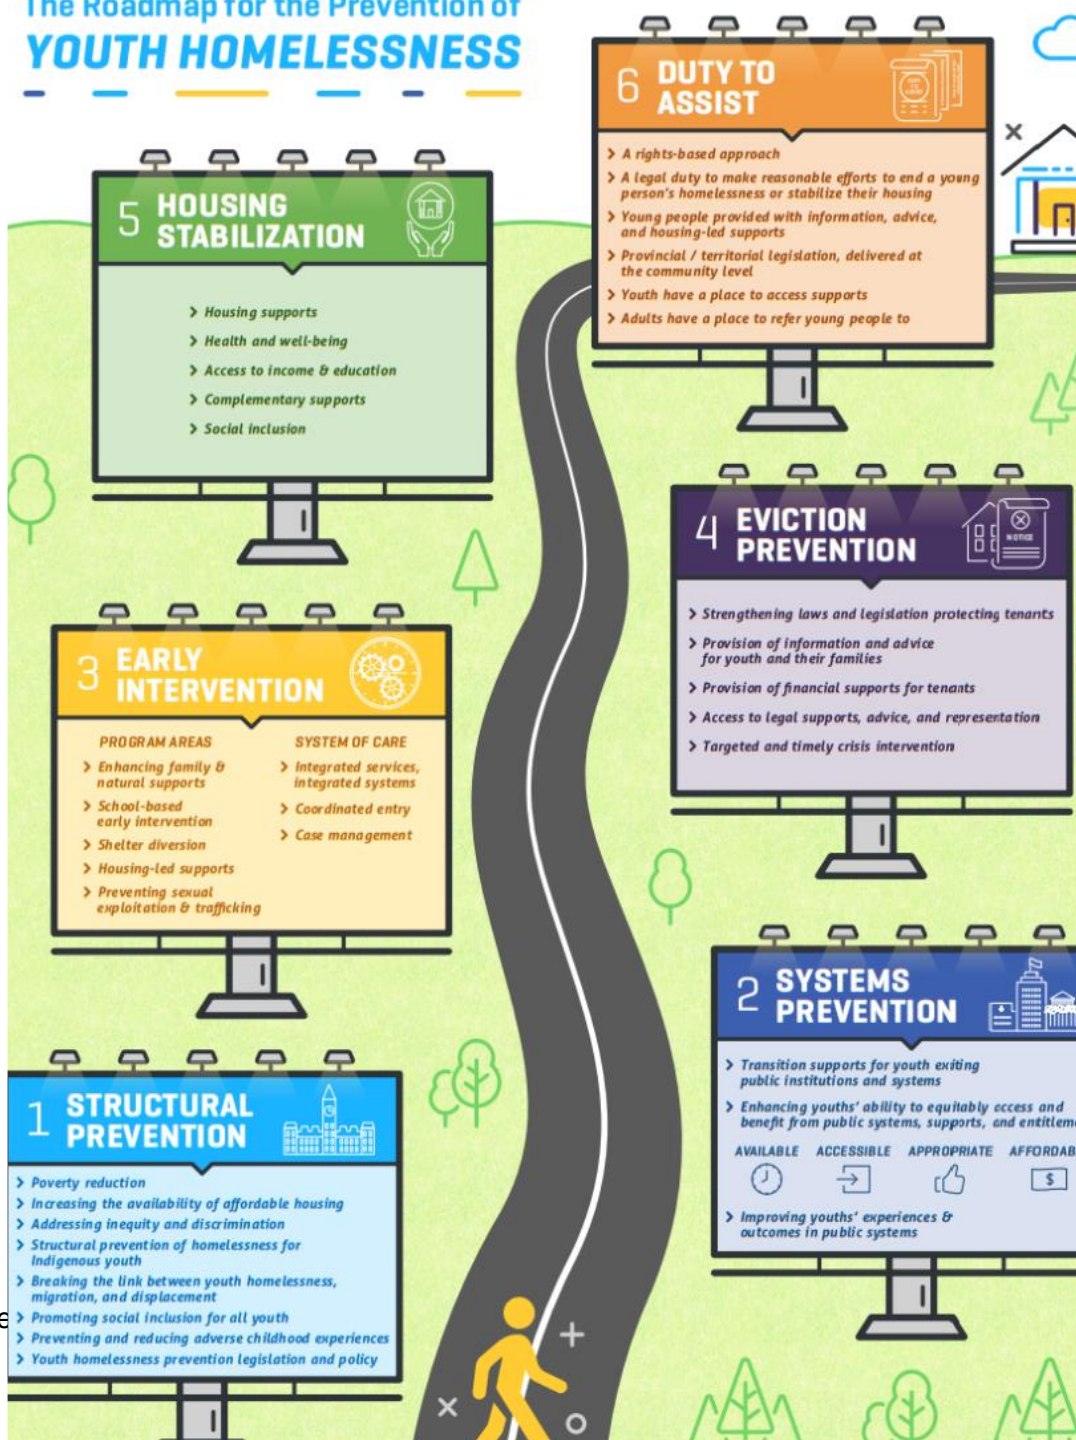 The Roadmap for the Prevention of
YOUTH HOMELESSNESS
6 DUTY TO
ASSIST
> A rights-based approach
> A legal duty to make reasonable efforts to end a young
person's homelessness or stabilize their housing
> Young people provided with information, advice,
and housing-led supports
> Provincial / territorial legislation, delivered at
the community level
> Youth have a place to access supports
> Adults have a place to refer young people to
5 HOUSING
STABILIZATION
> Housing supports
> Health and well-being
> Access to income & education
> Complementary supports
> Social inclusion
4 EVICTION
PREVENTION
NOTICE
> Strengthening laws and legislation protecting tenants
> Provision of information and advice
for youth and their families
> Provision of financial supports for tenants
> Access to legal supports, advice, and representation
> Targeted and timely crisis intervention
3 EARLY
INTERVENTION
PROGRAM AREAS
> Enhancing family &
natural supports
> School-based
early intervention
> Shelter diversion
> Housing-led supports
> Preventing sexual
exploitation & trafficking
SYSTEM OF CARE
> Integrated services,
integrated systems
> Coordinated entry
> Case management
2 SYSTEMS
PREVENTION
> Transition supports for youth exiting
public institutions and systems
> Enhancing youths' ability to equitably access and
benefit from public systems, supports, and entitlem
AVAILABLE ACCESSIBLE APPROPRIATE AFFORDAB
$
> Improving youths' experiences &
outcomes in public systems
1 STRUCTURAL
PREVENTION
> Poverty reduction
> Increasing the availability of affordable housing
> Addressing inequity and discrimination
> Structural prevention of homelessness for
Indigenous youth
> Breaking the link between youth homelessness,
migration, and displacement
> Promoting social inclusion for all youth
> Preventing and reducing adverse childhood experiences
> Youth homelessness prevention legislation and policy
e